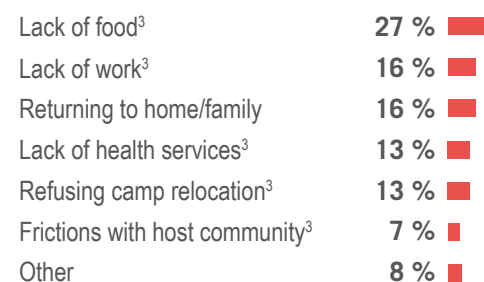 Lack of food³ 27 %
Lack of work³ 16 %
Returning to home/family 16 %
Lack of health services³ 13 %
Refusing camp relocation³ 13 %
Frictions with host community³ 7 %
Other 8 %